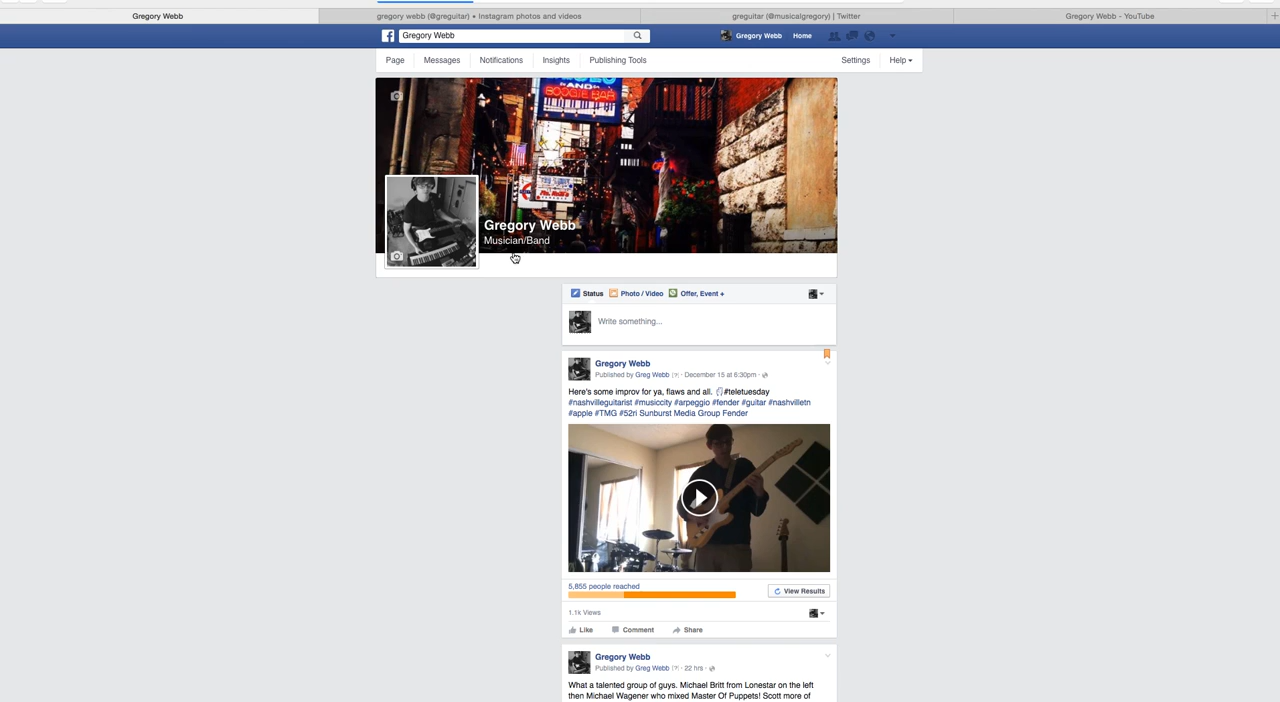 Gregory Webb
gregory webb (@greguitar) • Instagram photos and videos
greguitar (@musicalgregory) | Twitter
Gregory Webb - YouTube
Gregory Webb
Gregory Webb Home
Page Messages Notifications Insights Publishing Tools Settings Help
AND
BOOGIE BAR
Gregory Webb
Musician/Band
Status Photo / Video Offer, Event +
Write something...
Gregory Webb
Published by Greg Webb [?] · December 15 at 6:30pm ·
Here's some improv for ya, flaws and all. #teletuesday
#nashvilleguitarist #musiccity #arpeggio #fender #guitar #nashvilletn
#apple #TMG #52ri Sunburst Media Group Fender
5,855 people reached
View Results
1.1k Views
Like Comment Share
Gregory Webb
Published by Greg Webb [?] · 22 hrs ·
What a talented group of guys. Michael Britt from Lonestar on the left
then Michael Wagener who mixed Master Of Puppets! Scott more of